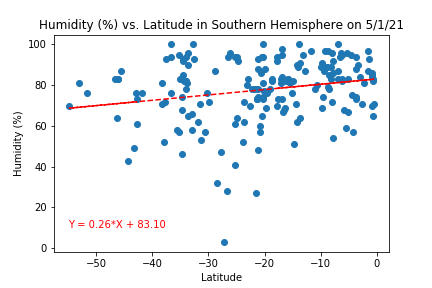 Humidity (%) vs. Latitude in Southern Hemisphere on 5/1/21
100
80
60
40
20
0
Humidity (%)
Y = 0.26*X + 83.10
−50 −40 −30 −20 −10 0
Latitude